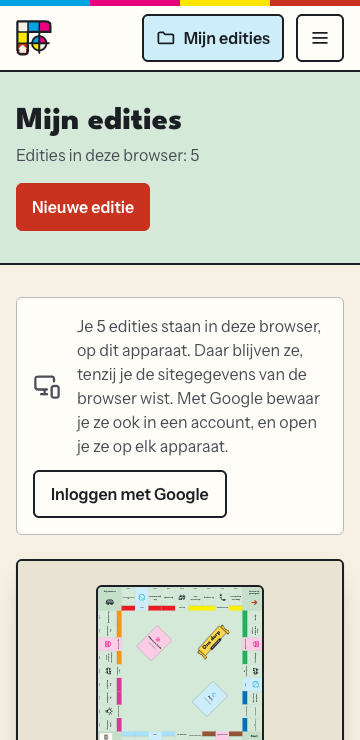 Mijn edities
Mijn edities
Edities in deze browser: 5
Nieuwe editie
Je 5 edities staan in deze browser,
op dit apparaat. Daar blijven ze,
tenzij je de sitegegevens van de
browser wist. Met Google bewaar
je ze ook in een account, en open
je ze op elk apparaat.
Inloggen met Google
Ons dorp